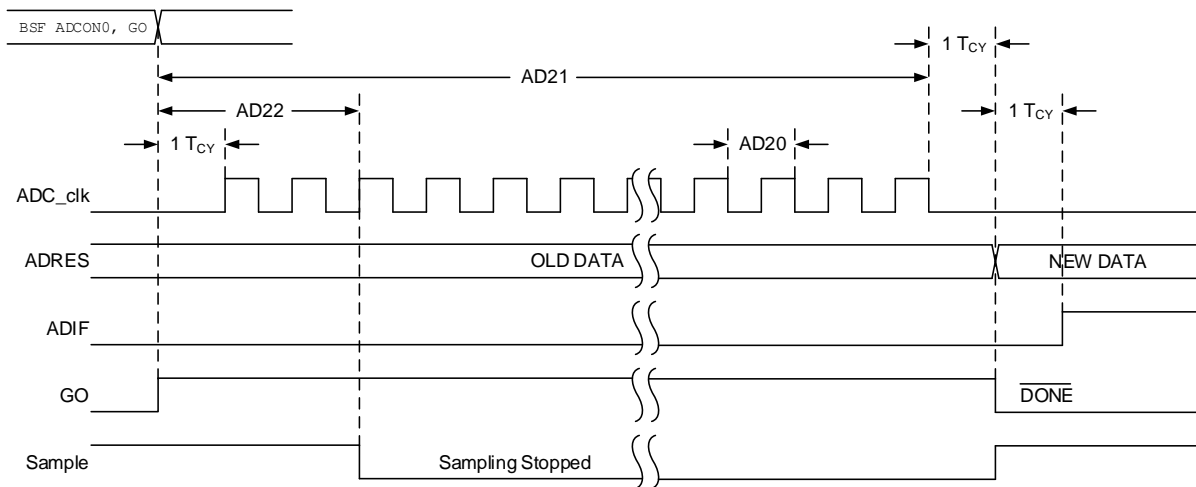 BSF ADCON0, GO
1 TCY
AD21
1 TCY
AD22
1 TCY
AD20
ADC_clk
ADRES
OLD DATA
NEW DATA
ADIF
GO
DONE
Sample
Sampling Stopped